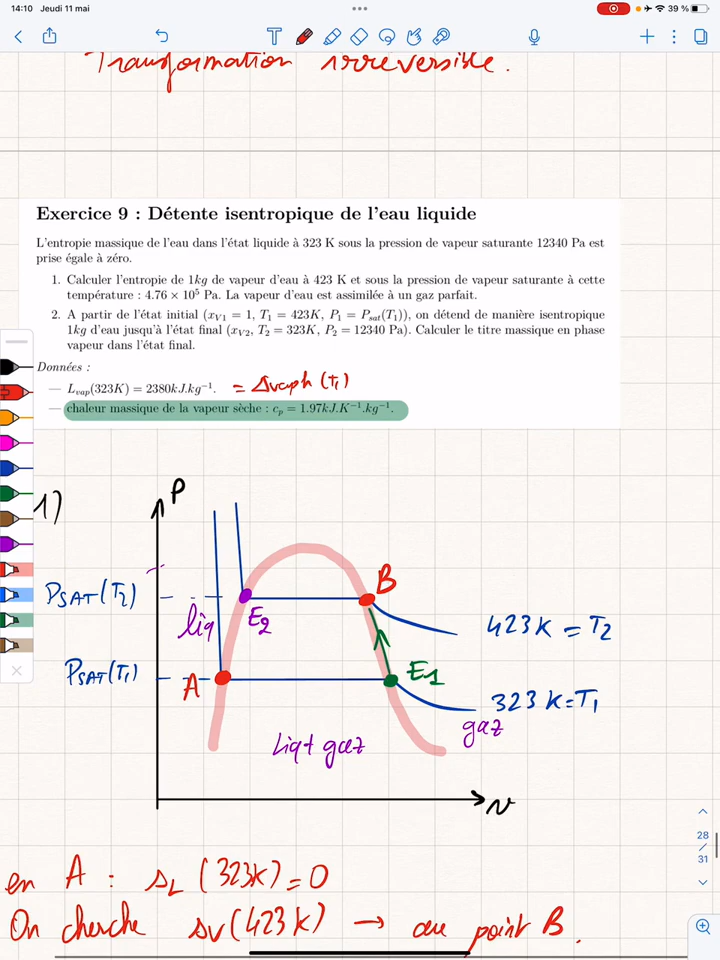 14:10 Jeudi 11 mai
39 %
Transformation irreversible.
Exercice 9 : Détente isentropique de l'eau liquide
L'entropie massique de l'eau dans l'état liquide à 323 K sous la pression de vapeur saturante 12340 Pa est
prise égale à zéro.
1. Calculer l'entropie de 1kg de vapeur d'eau à 423 K et sous la pression de vapeur saturante à cette
température : 4.76 × 10⁵ Pa. La vapeur d'eau est assimilée à un gaz parfait.
2. A partir de l'état initial (x_V1 = 1, T₁ = 423K, P₁ = P_sat(T₁)), on détend de manière isentropique
1kg d'eau jusqu'à l'état final (x_V2, T₂ = 323K, P₂ = 12340 Pa). Calculer le titre massique en phase
vapeur dans l'état final.
Données :
— L_vap(323K) = 2380kJ.kg⁻¹. = Δvaph (T₁)
— chaleur massique de la vapeur sèche : c_p = 1.97kJ.K⁻¹.kg⁻¹.
1)
P
PSAT(T₂)
B
liq
E₂
423K = T₂
PSAT(T₁)
A
E₁
323 K=T₁
gaz
Liq+gaz
v
28
/
31
en A : s_L (323K) = 0
On cherche s_V(423K) → au point B.